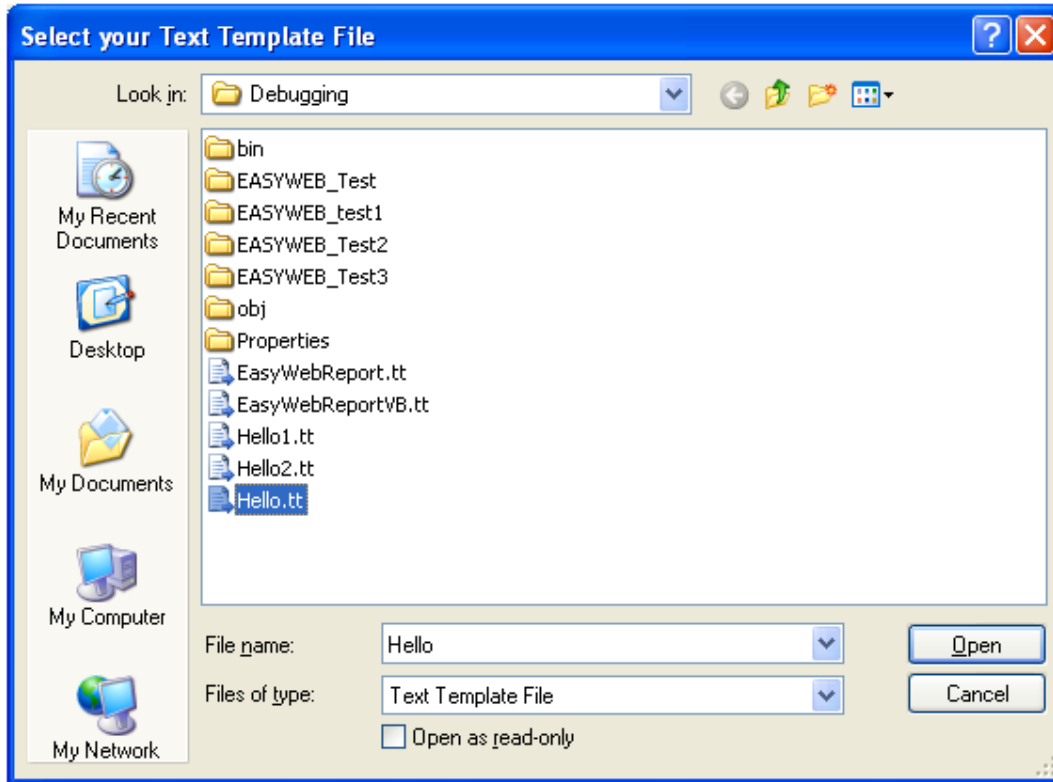 Select your Text Template File
Look in:
Debugging
My Recent
Documents
Desktop
My Documents
My Computer
My Network
bin
EASYWEB_Test
EASYWEB_test1
EASYWEB_Test2
EASYWEB_Test3
obj
Properties
EasyWebReport.tt
EasyWebReportVB.tt
Hello1.tt
Hello2.tt
Hello.tt
File name:
Hello
Open
Files of type:
Text Template File
Cancel
Open as read-only